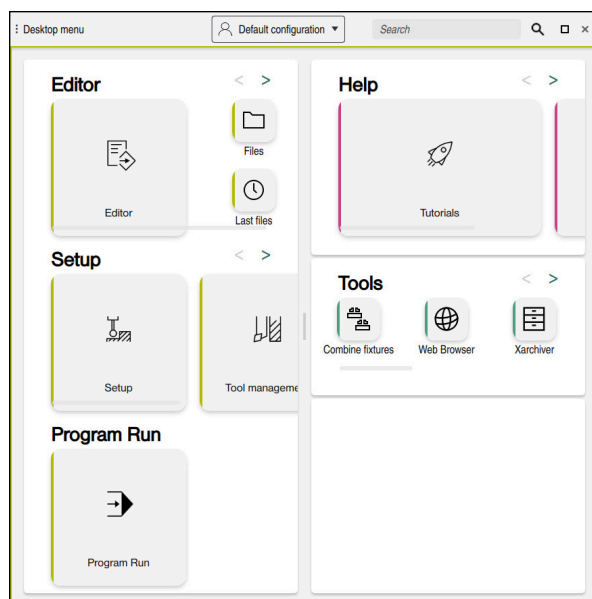 Desktop menu
Default configuration
Search
Editor
Files
Editor
Last files
Setup
Setup
Tool manageme
Program Run
Program Run
Help
Tutorials
Tools
Combine fixtures
Web Browser
Xarchiver